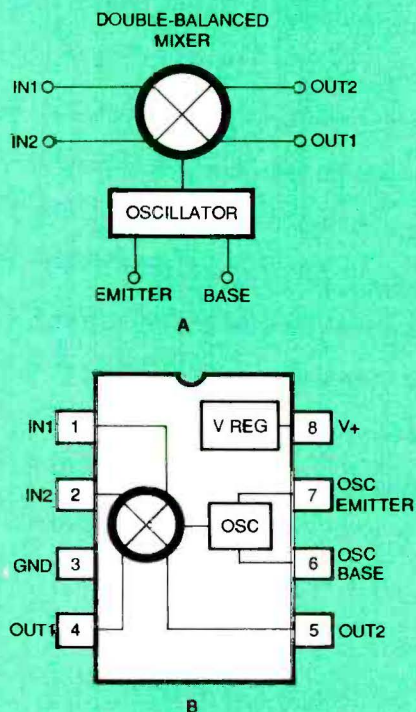 DOUBLE-BALANCED
MIXER
IN1 OUT2
IN2 OUT1
OSCILLATOR
EMITTER BASE
A
IN1 1 V REG 8 V+
IN2 2 7 OSC
EMITTER
OSC
GND 3 6 OSC
BASE
OUT1 4 5 OUT2
B